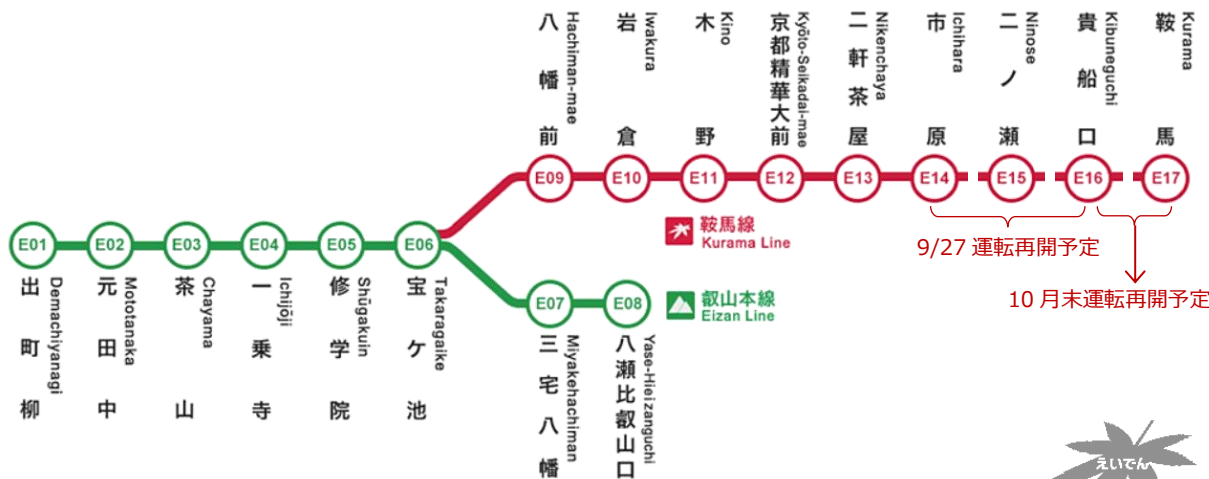 八幡前
Hachiman-mae
岩倉
Iwakura
木野
Kino
京都精華大前
Kyōto-Seikadai-mae
二軒茶屋
Nikenchaya
市原
Ichihara
二ノ瀬
Ninose
貴船口
Kibuneguchi
鞍馬
Kurama
E09
E10
E11
E12
E13
E14
E15
E16
E17
鞍馬線
Kurama Line
9/27 運転再開予定
10 月末運転再開予定
E01
E02
E03
E04
E05
E06
出町柳
Demachiyanagi
元田中
Mototanaka
茶山
Chayama
一乗寺
Ichijōji
修学院
Shūgakuin
宝ケ池
Takaragaike
E07
E08
叡山本線
Eizan Line
三宅八幡
Miyakehachiman
八瀬比叡山口
Yase-Hieizanguchi
えいでん